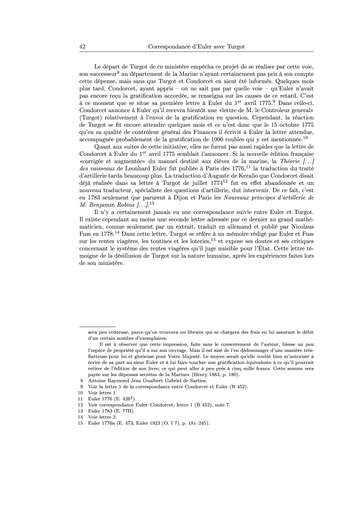 42 Correspondance d'Euler avec Turgot
Le départ de Turgot de ce ministère empêcha ce projet de se réaliser par cette voie,
son successeur⁸ au département de la Marine n'ayant certainement pas pris à son compte
cette dépense, mais sans que Turgot et Condorcet en aient été informés. Quelques mois
plus tard, Condorcet, ayant appris – on ne sait pas par quelle voie – qu'Euler n'avait
pas encore reçu la gratification accordée, se renseigna sur les causes de ce retard. C'est
à ce moment que se situe sa première lettre à Euler du 1er avril 1775.⁹ Dans celle-ci,
Condorcet annonce à Euler qu'il recevra bientôt une «lettre de M. le Controleur general»
(Turgot) relativement à l'envoi de la gratification en question. Cependant, la réaction
de Turgot se fit encore attendre quelques mois et ce n'est donc que le 15 octobre 1775
qu'en sa qualité de contrôleur général des Finances il écrivit à Euler la lettre attendue,
accompagnée probablement de la gratification de 1000 roubles qui y est mentionnée.¹⁰
Quant aux suites de cette initiative, elles ne furent pas aussi rapides que la lettre de
Condorcet à Euler du 1er avril 1775 semblait l'annoncer. Si la nouvelle édition française
«corrigée et augmentée» du manuel destiné aux élèves de la marine, la Théorie [...]
des vaisseaux de Leonhard Euler fut publiée à Paris dès 1776,¹¹ la traduction du traité
d'artillerie tarda beaucoup plus. La traduction d'Auguste de Keralio que Condorcet disait
déjà réalisée dans sa lettre à Turgot de juillet 1774¹² fut en effet abandonnée et un
nouveau traducteur, spécialiste des questions d'artillerie, dut intervenir. De ce fait, c'est
en 1783 seulement que parurent à Dijon et Paris les Nouveaux principes d'artillerie de
M. Benjamin Robins [...].¹³
Il n'y a certainement jamais eu une correspondance suivie entre Euler et Turgot.
Il existe cependant au moins une seconde lettre adressée par ce dernier au grand mathé-
maticien, connue seulement par un extrait, traduit en allemand et publié par Nicolaus
Fuss en 1778.¹⁴ Dans cette lettre, Turgot se réfère à un mémoire rédigé par Euler et Fuss
sur les rentes viagères, les tontines et les loteries,¹⁵ et expose ses doutes et ses critiques
concernant le système des rentes viagères qu'il juge nuisible pour l'État. Cette lettre té-
moigne de la désillusion de Turgot sur la nature humaine, après les expériences faites lors
de son ministère.
sera peu coûteuse, parce qu'on trouvera un libraire qui se chargera des frais en lui assurant le débit
d'un certain nombre d'exemplaires.
Il est à observer que cette impression, faite sans le consentement de l'auteur, blesse un peu
l'espèce de propriété qu'il a sur son ouvrage. Mais il est aisé de l'en dédommager d'une manière très
flatteuse pour lui et glorieuse pour Votre Majesté. Le moyen serait qu'elle voulût bien m'autoriser à
écrire de sa part au sieur Euler et à lui faire toucher une gratification équivalente à ce qu'il pourrait
retirer de l'édition de son livre, ce qui peut aller à peu près à cinq mille francs. Cette somme sera
payée sur les dépenses secrètes de la Marine» (Henry 1883, p. 180).
8 Antoine Raymond Jean Gualbert Gabriel de Sartine.
9 Voir la lettre 1 de la correspondance entre Condorcet et Euler (R 452).
10 Voir lettre 1.
11 Euler 1776 (E. 426²).
12 Voir correspondance Euler–Condorcet, lettre 1 (R 452), note 7.
13 Euler 1783 (E. 77II).
14 Voir lettre 2.
15 Euler 1776a (E. 473, Euler 1923 (O. I 7), p. 181–245).